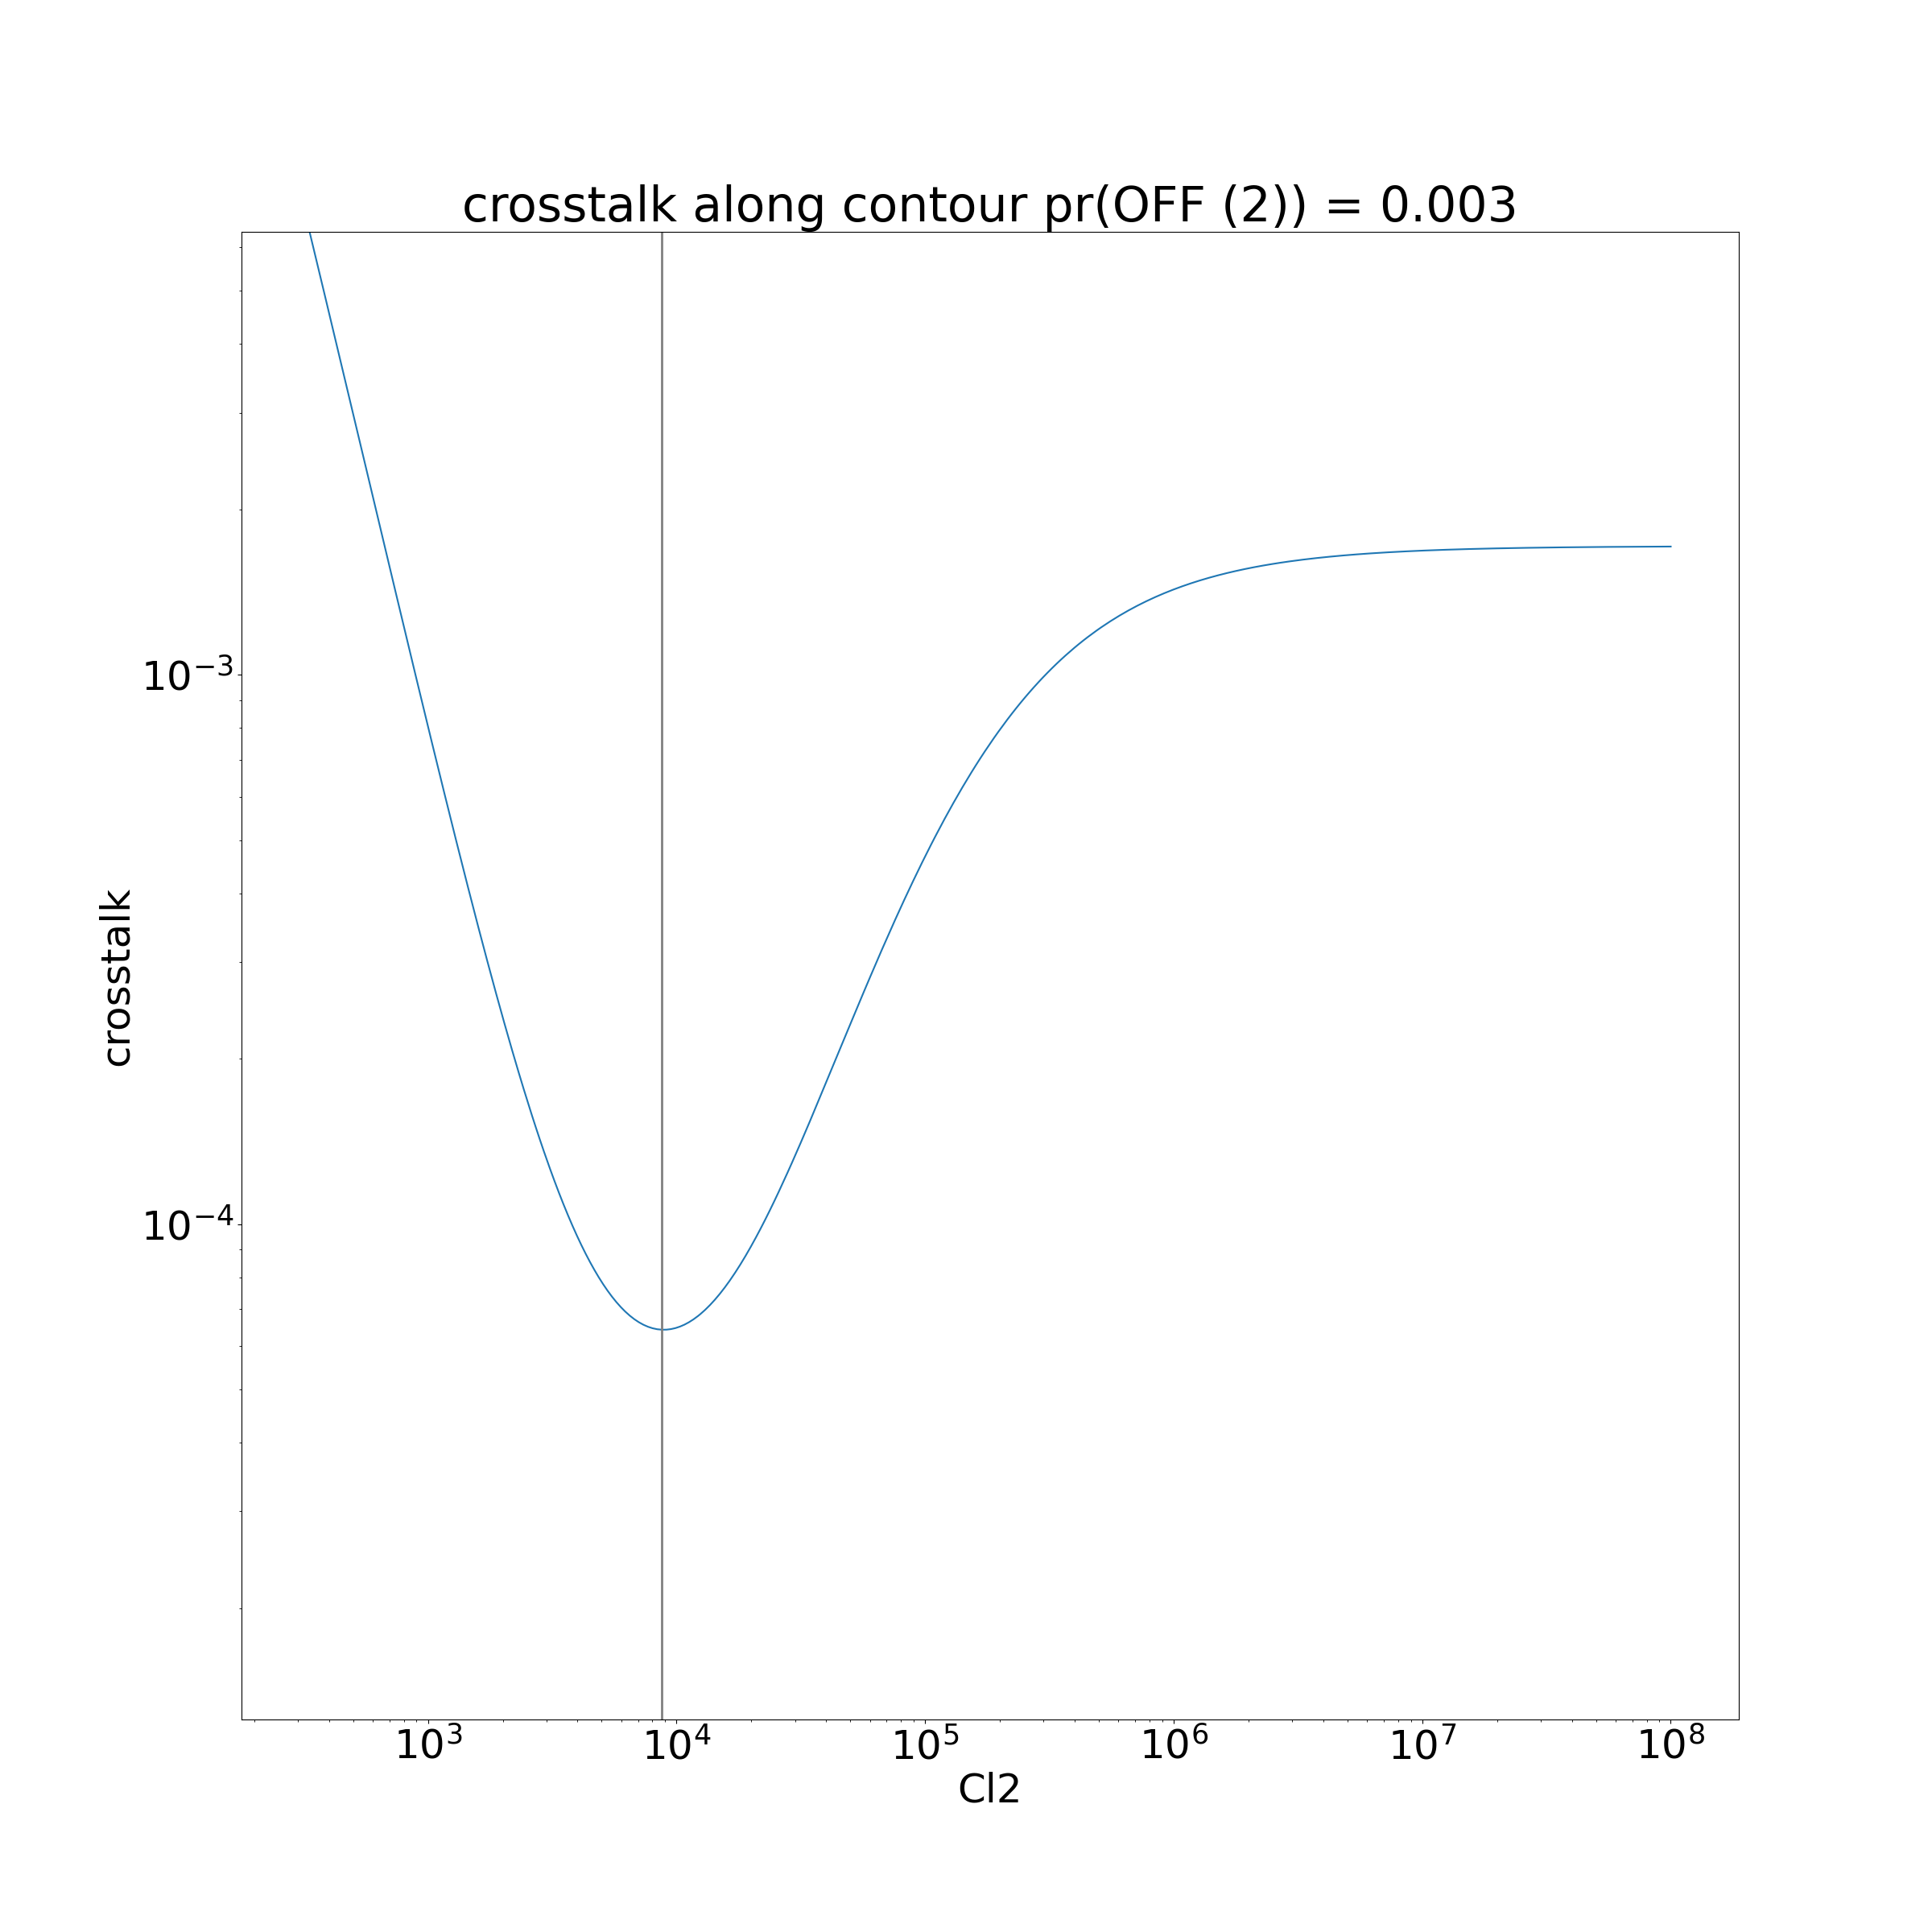 crosstalk along contour pr(OFF (2)) = 0.003
10⁻³
10⁻⁴
crosstalk
10³ 10⁴ 10⁵ 10⁶ 10⁷ 10⁸
Cl2